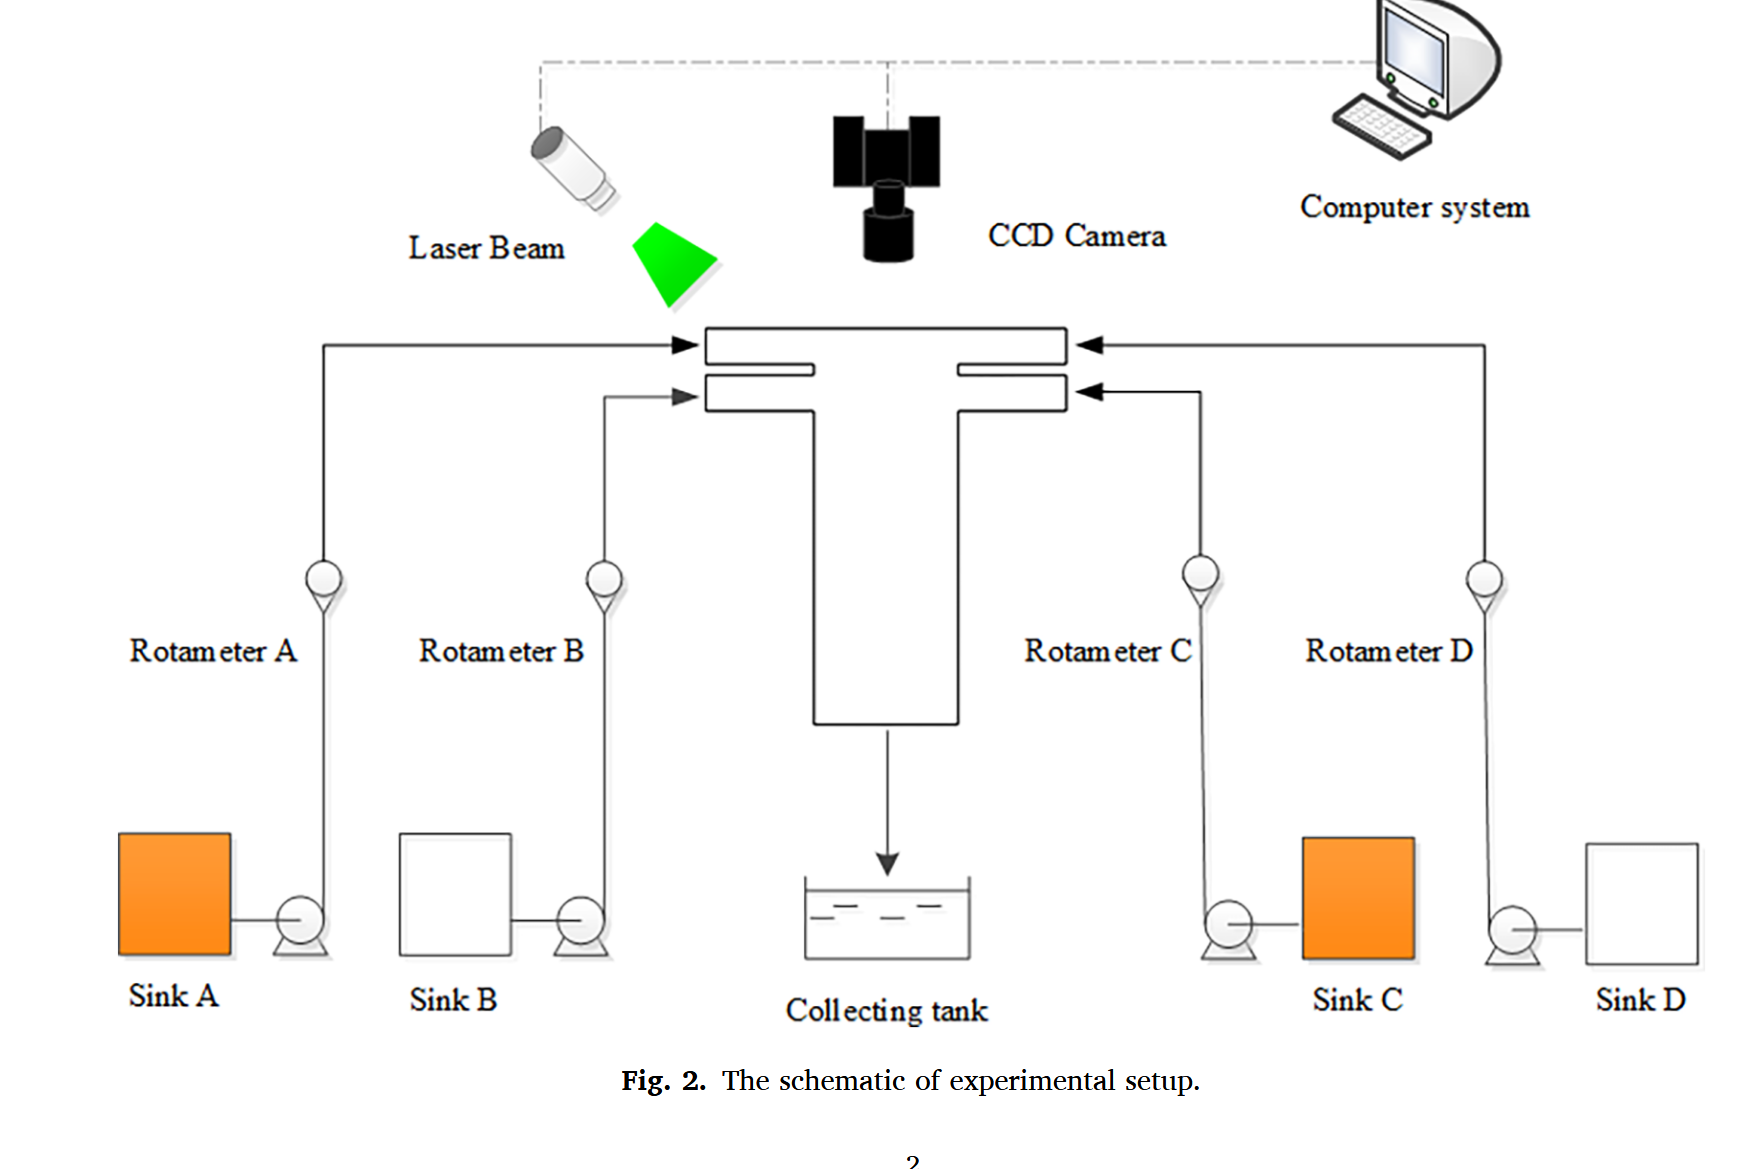 Computer system
CCD Camera
Laser Beam
Rotameter A
Rotameter B
Rotameter C
Rotameter D
Sink A
Sink B
Collecting tank
Sink C
Sink D
Fig. 2. The schematic of experimental setup.
2